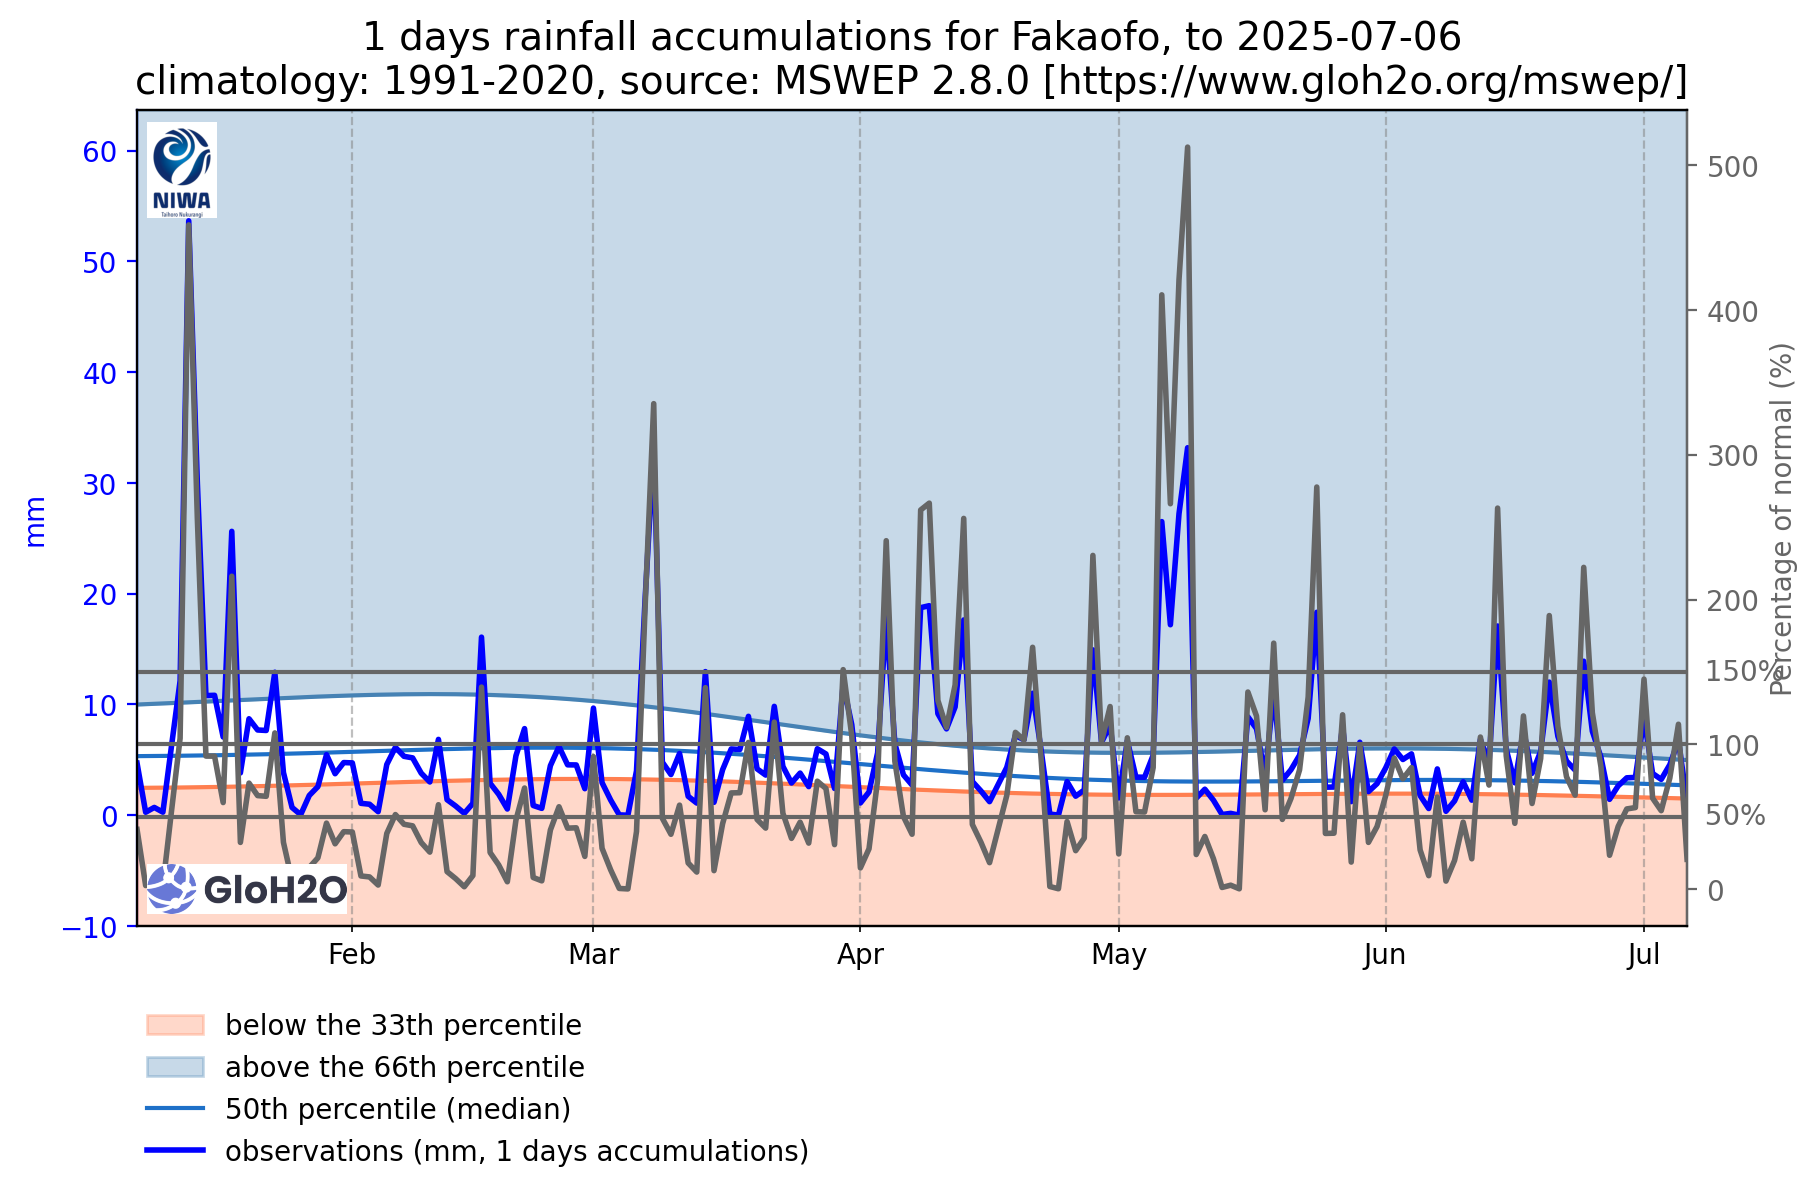 1 days rainfall accumulations for Fakaofo, to 2025-07-06
climatology: 1991-2020, source: MSWEP 2.8.0 [https://www.gloh2o.org/mswep/]
NIWA
Taihoro Nukurangi
60
50
40
30
20
10
0
−10
mm
500
400
300
200
150%
100
50%
0
Percentage of normal (%)
GloH2O
Feb
Mar
Apr
May
Jun
Jul
below the 33th percentile
above the 66th percentile
50th percentile (median)
observations (mm, 1 days accumulations)